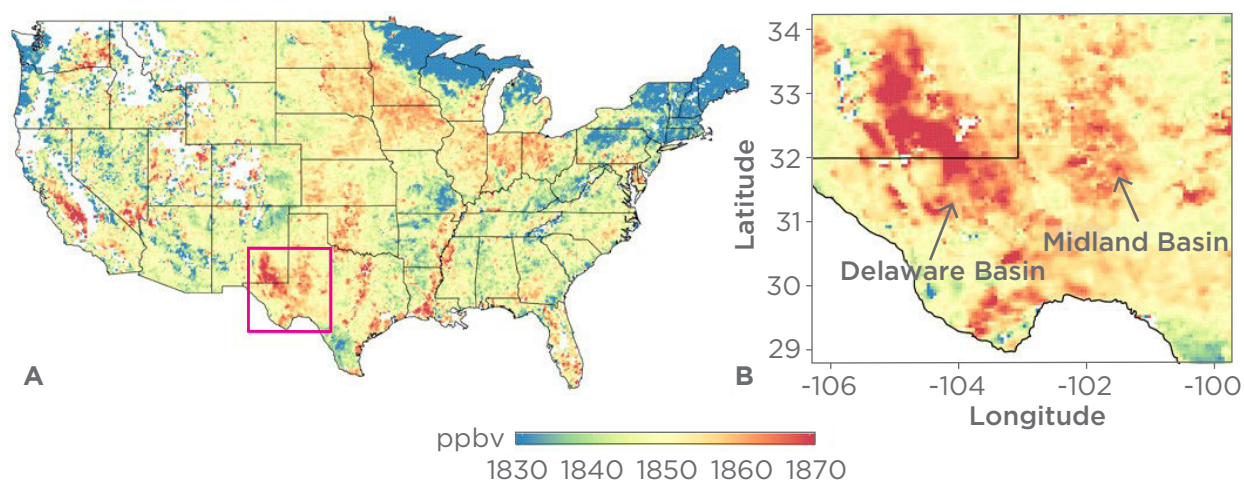 A
B
Latitude
34
33
32
31
30
29
Midland Basin
Delaware Basin
-106 -104 -102 -100
Longitude
ppbv
1830 1840 1850 1860 1870